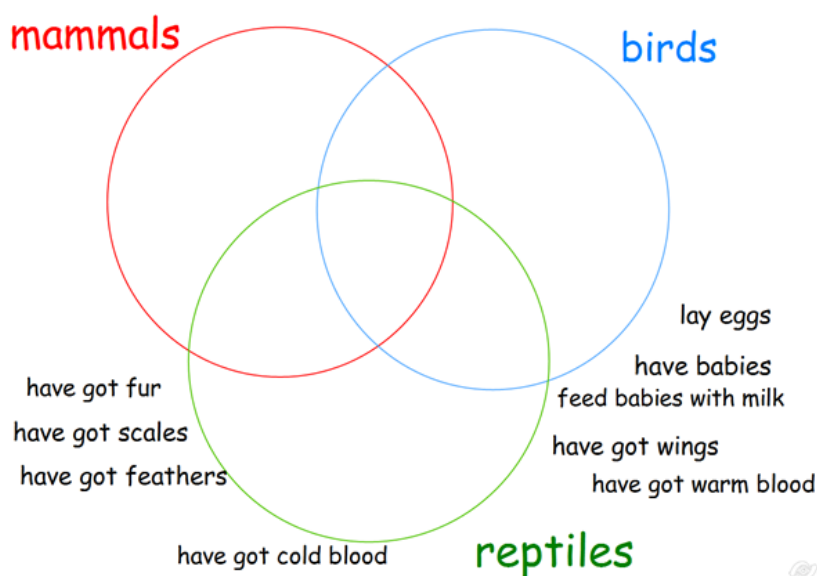 mammals
birds
lay eggs
have babies
have got fur
feed babies with milk
have got scales
have got wings
have got feathers
have got warm blood
have got cold blood
reptiles